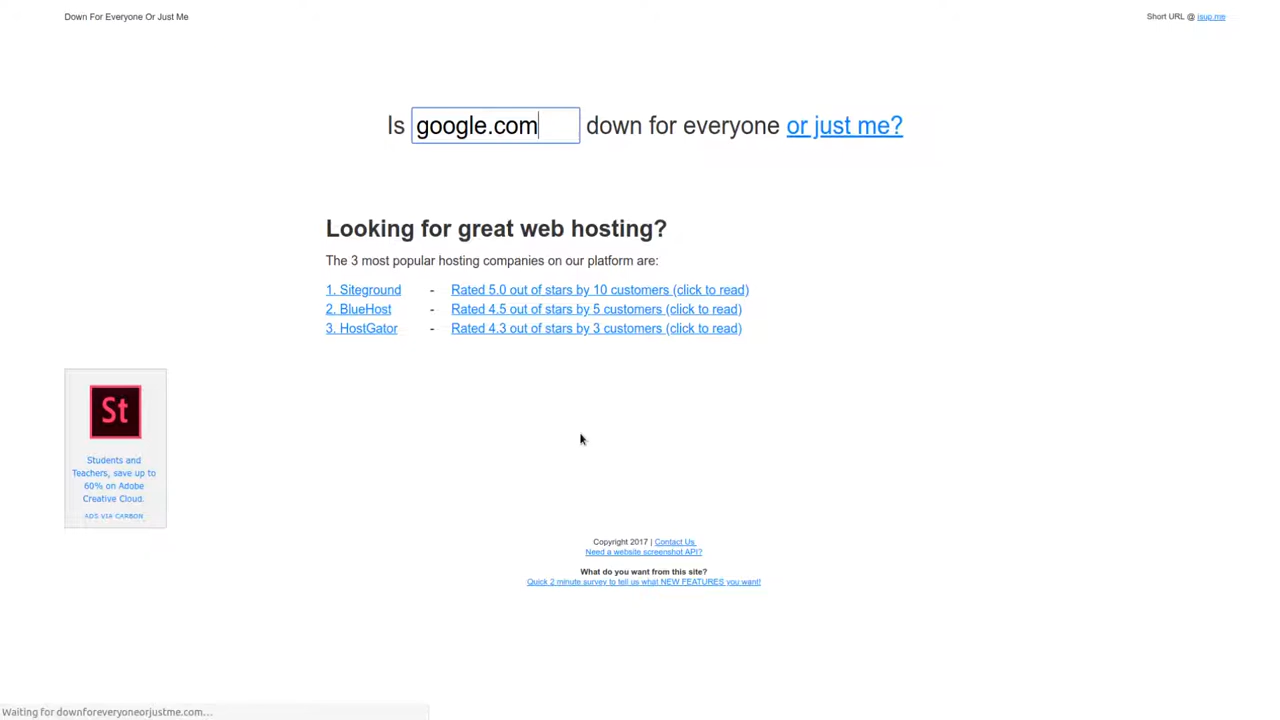 Down For Everyone Or Just Me
Short URL @ isup.me
Is google.com down for everyone or just me?
Looking for great web hosting?
The 3 most popular hosting companies on our platform are:
1. Siteground - Rated 5.0 out of stars by 10 customers (click to read)
2. BlueHost - Rated 4.5 out of stars by 5 customers (click to read)
3. HostGator - Rated 4.3 out of stars by 3 customers (click to read)
St
Students and
Teachers, save up to
60% on Adobe
Creative Cloud.
ADS VIA CARBON
Copyright 2017 | Contact Us
Need a website screenshot API?
What do you want from this site?
Quick 2 minute survey to tell us what NEW FEATURES you want!
Waiting for downforeveryoneorjustme.com...